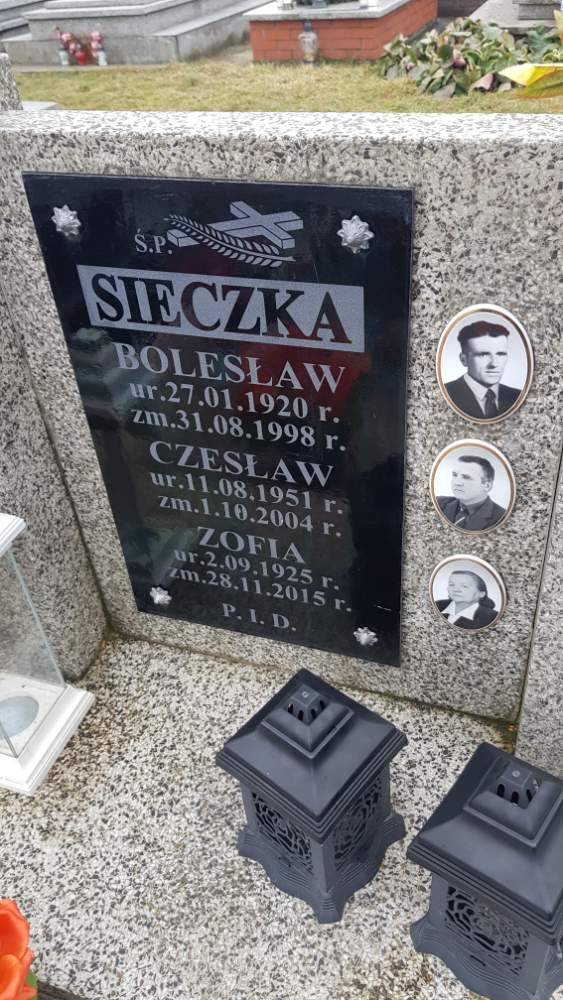 Ś.P.
SIECZKA
BOLESŁAW
ur.27.01.1920 r.
zm.31.08.1998 r.
CZESŁAW
ur.11.08.1951 r.
zm.1.10.2004 r.
ZOFIA
ur.2.09.1925 r.
zm.28.11.2015 r.
P. I. D.